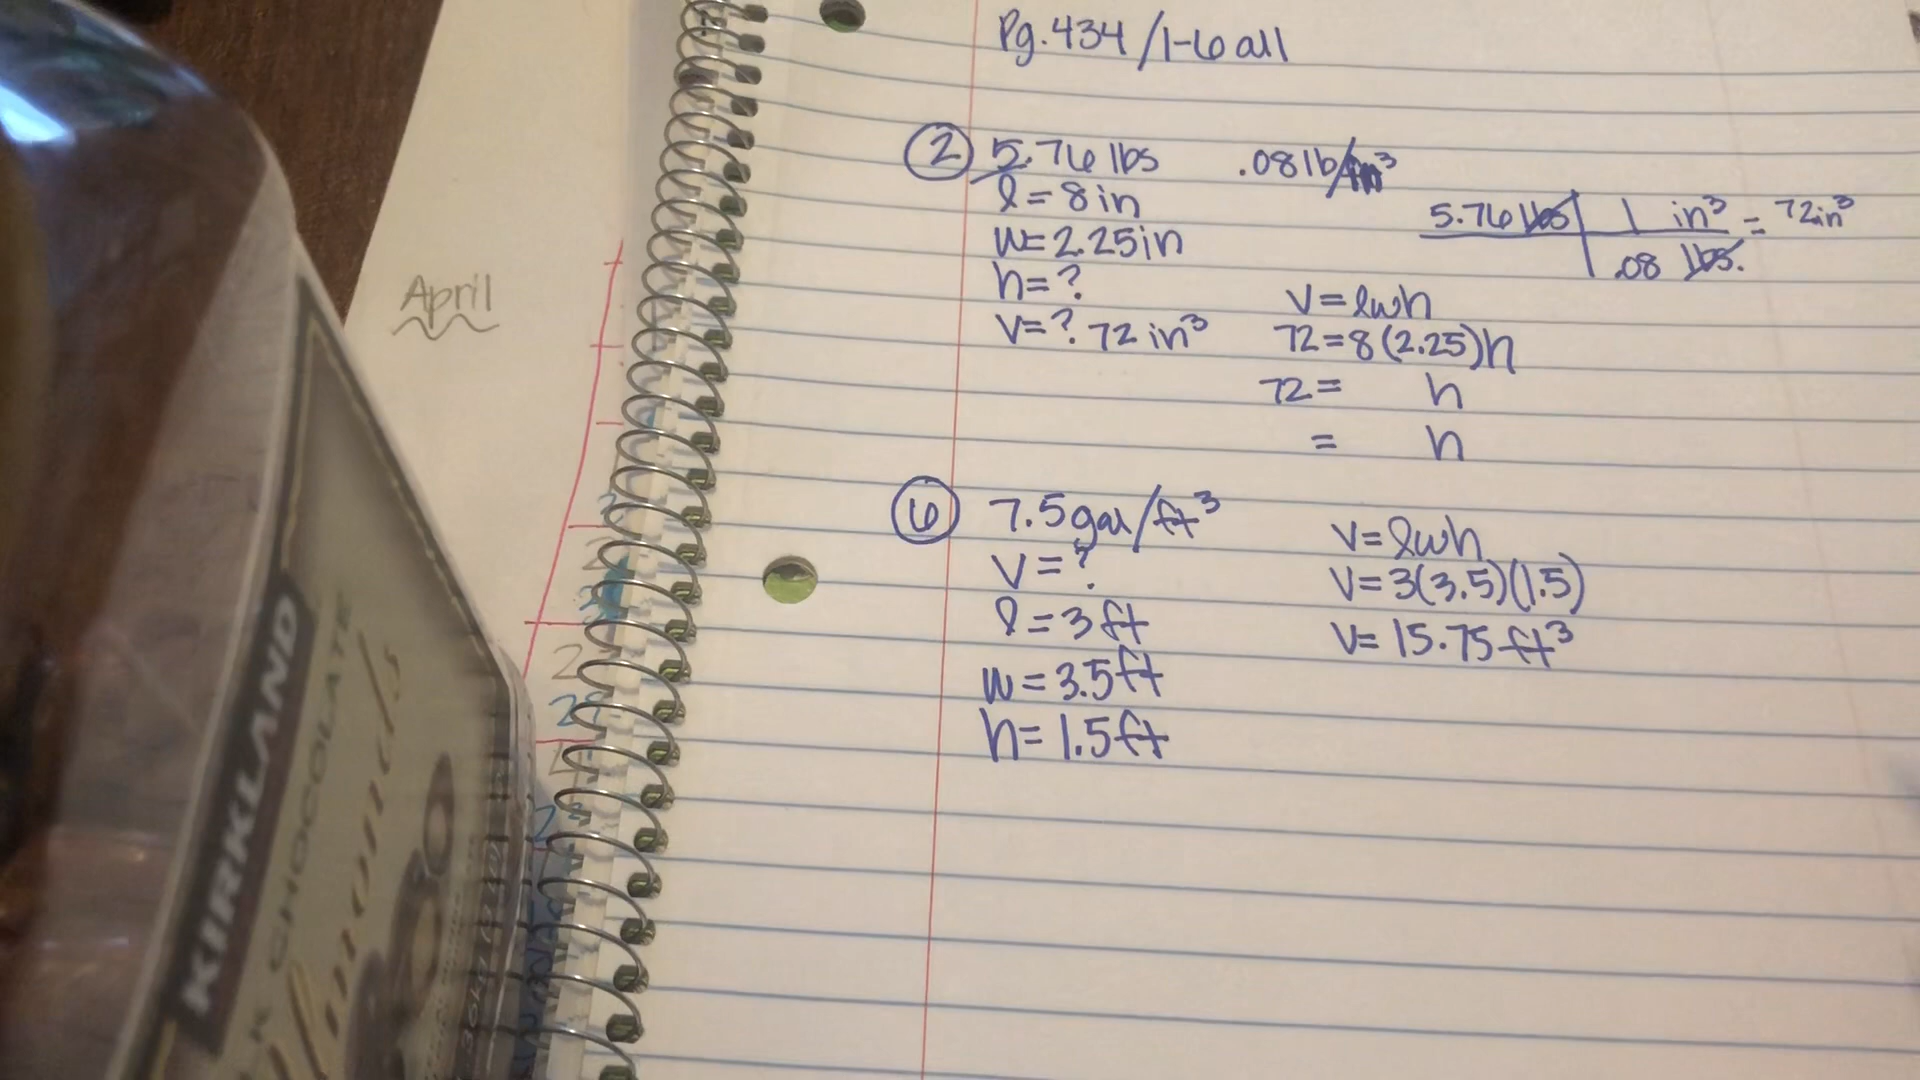 Pg. 434 / 1-6 all
② 5.76 lbs .08 lb/in³
l = 8 in
w = 2.25 in
h = ?
v = ? 72 in³
5.76 lbs | 1 in³ = 72in³
.08 lbs.
V = lwh
72 = 8(2.25)h
72 = h
= h
⑥ 7.5 gal/ft³
V = ?
l = 3 ft
w = 3.5 ft
h = 1.5 ft
V = lwh
V = 3(3.5)(1.5)
V = 15.75 ft³
April
KIRKLAND
CHOCOLATE
Almonds